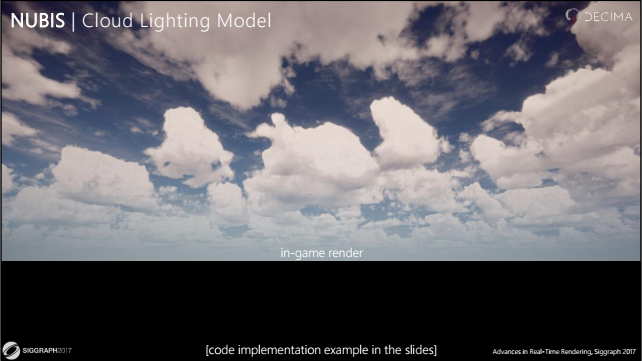 NUBIS | Cloud Lighting Model
DECIMA
in-game render
SIGGRAPH2017
[code implementation example in the slides]
Advances in Real-Time Rendering, Siggraph 2017